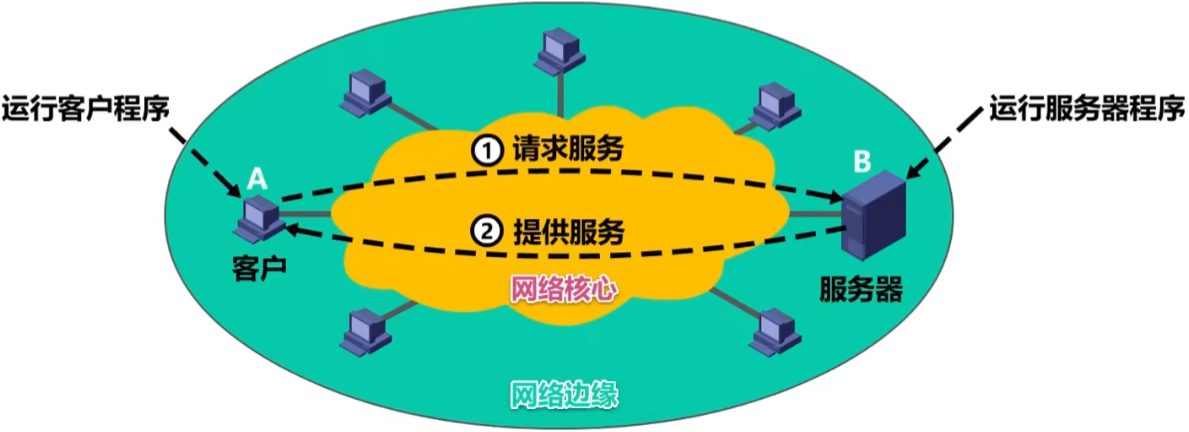 运行客户程序
运行服务器程序
① 请求服务
A
B
② 提供服务
客户
服务器
网络核心
网络边缘